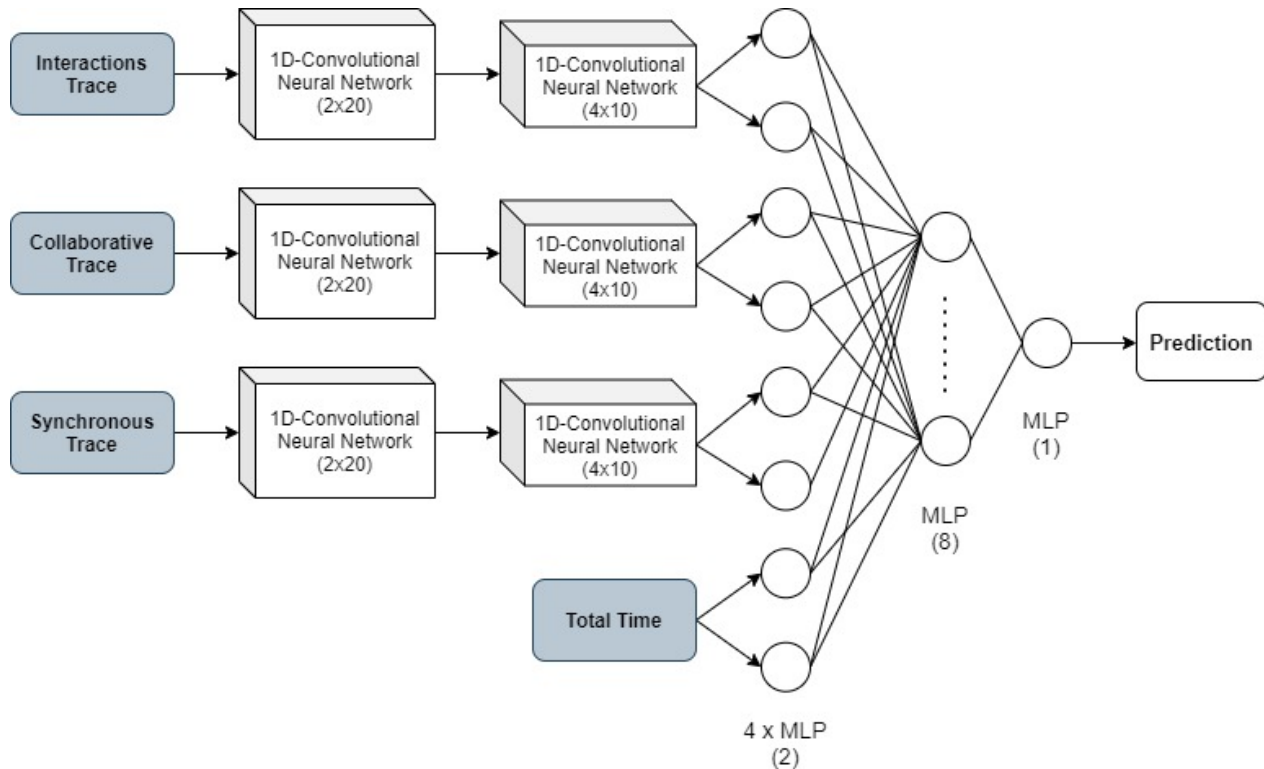 Interactions
Trace
1D-Convolutional
Neural Network
(2x20)
1D-Convolutional
Neural Network
(4x10)
Collaborative
Trace
1D-Convolutional
Neural Network
(2x20)
1D-Convolutional
Neural Network
(4x10)
Synchronous
Trace
1D-Convolutional
Neural Network
(2x20)
1D-Convolutional
Neural Network
(4x10)
Total Time
4 x MLP
(2)
MLP
(8)
MLP
(1)
Prediction